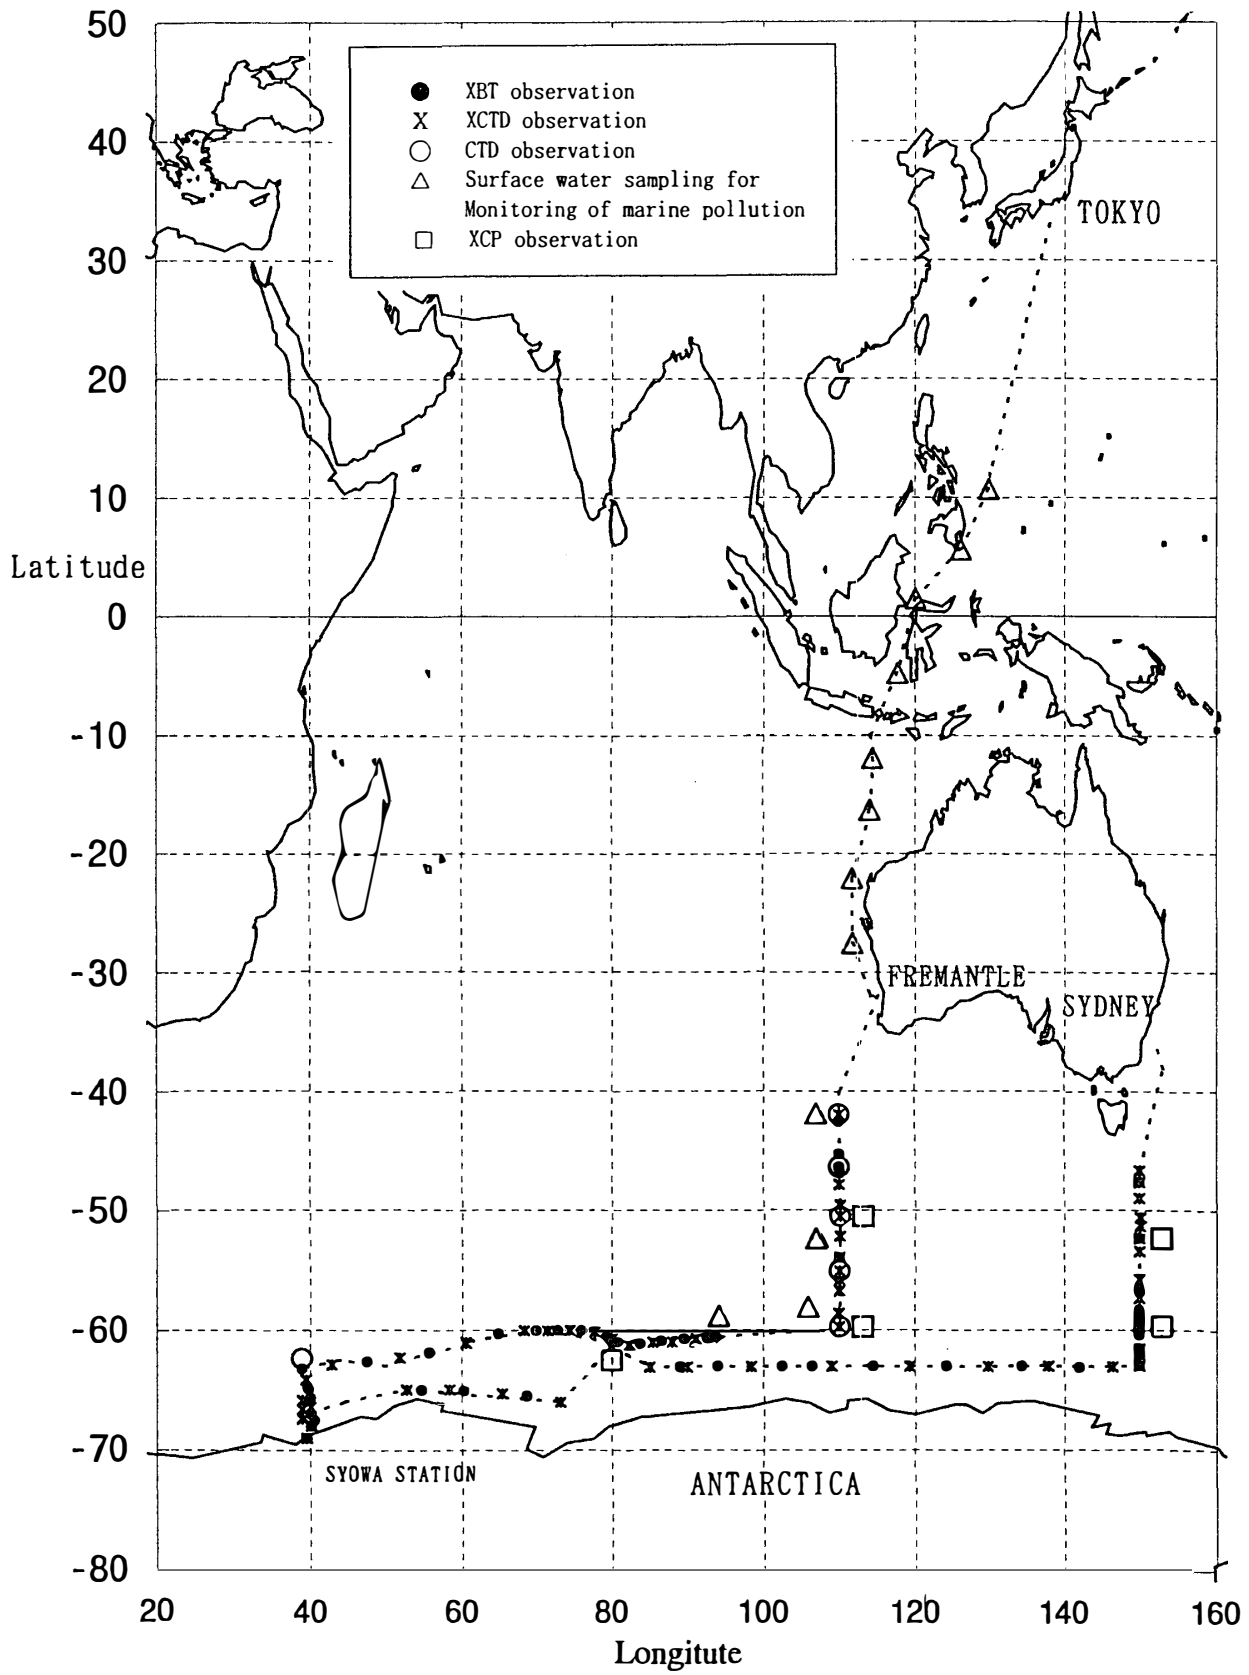 50
XBT observation
X XCTD observation
40
CTD observation
Surface water sampling for
Monitoring of marine pollution
TOKYO
XCP observation
30
20
10
Latitude
0
-10
-20
-30
FREMANTLE
SYDNEY
-40
-50
-60
-70
SYOWA STATION
ANTARCTICA
-80
20 40 60 80 100 120 140 160
Longitute